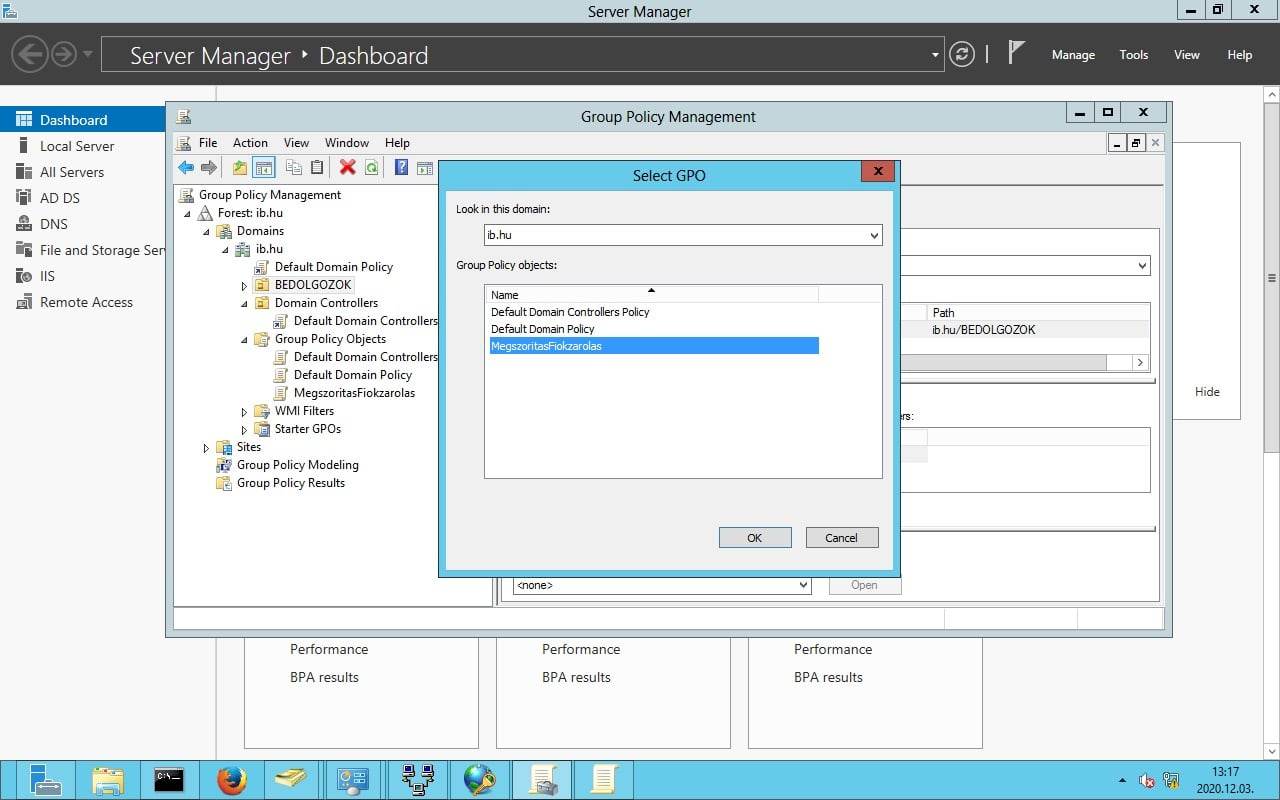 Server Manager
Server Manager ‣ Dashboard
Manage
Tools
View
Help
Dashboard
Local Server
All Servers
AD DS
DNS
File and Storage Ser
IIS
Remote Access
Group Policy Management
File
Action
View
Window
Help
Group Policy Management
Forest: ib.hu
Domains
ib.hu
Default Domain Policy
BEDOLGOZOK
Domain Controllers
Default Domain Controllers
Group Policy Objects
Default Domain Controllers
Default Domain Policy
MegszoritasFiokzarolas
WMI Filters
Starter GPOs
Sites
Group Policy Modeling
Group Policy Results
Select GPO
Look in this domain:
ib.hu
Group Policy objects:
Name
Default Domain Controllers Policy
Default Domain Policy
MegszoritasFiokzarolas
OK
Cancel
Path
ib.hu/BEDOLGOZOK
rs:
<none>
Open
Hide
Performance
BPA results
Performance
BPA results
Performance
BPA results
C:\_
13:17
2020.12.03.